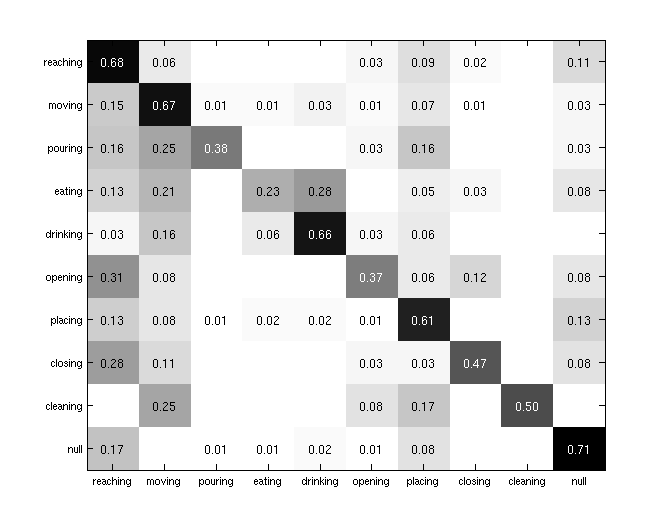 reaching 0.68 0.06 0.03 0.09 0.02 0.11
moving 0.15 0.67 0.01 0.01 0.03 0.01 0.07 0.01 0.03
pouring 0.16 0.25 0.38 0.03 0.16 0.03
eating 0.13 0.21 0.23 0.28 0.05 0.03 0.08
drinking 0.03 0.16 0.06 0.66 0.03 0.06
opening 0.31 0.08 0.37 0.06 0.12 0.08
placing 0.13 0.08 0.01 0.02 0.02 0.01 0.61 0.13
closing 0.28 0.11 0.03 0.03 0.47 0.08
cleaning 0.25 0.08 0.17 0.50
null 0.17 0.01 0.01 0.02 0.01 0.08 0.71
reaching moving pouring eating drinking opening placing closing cleaning null